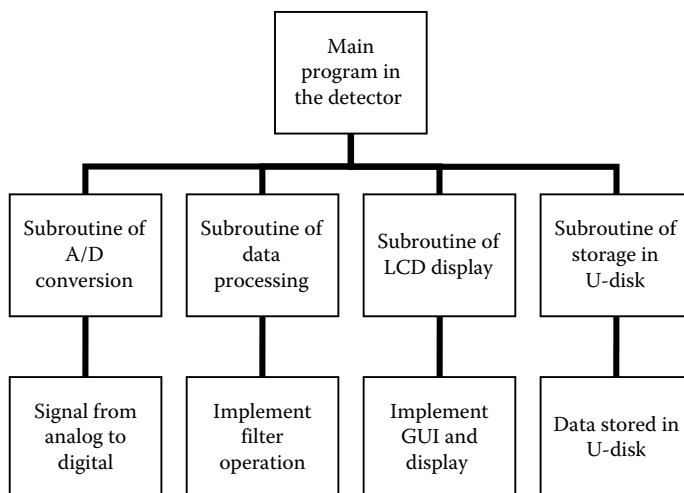 Main
program in
the detector
Subroutine of
A/D
conversion
Subroutine of
data
processing
Subroutine of
LCD display
Subroutine of
storage in
U-disk
Signal from
analog to
digital
Implement
filter
operation
Implement
GUI and
display
Data stored in
U-disk